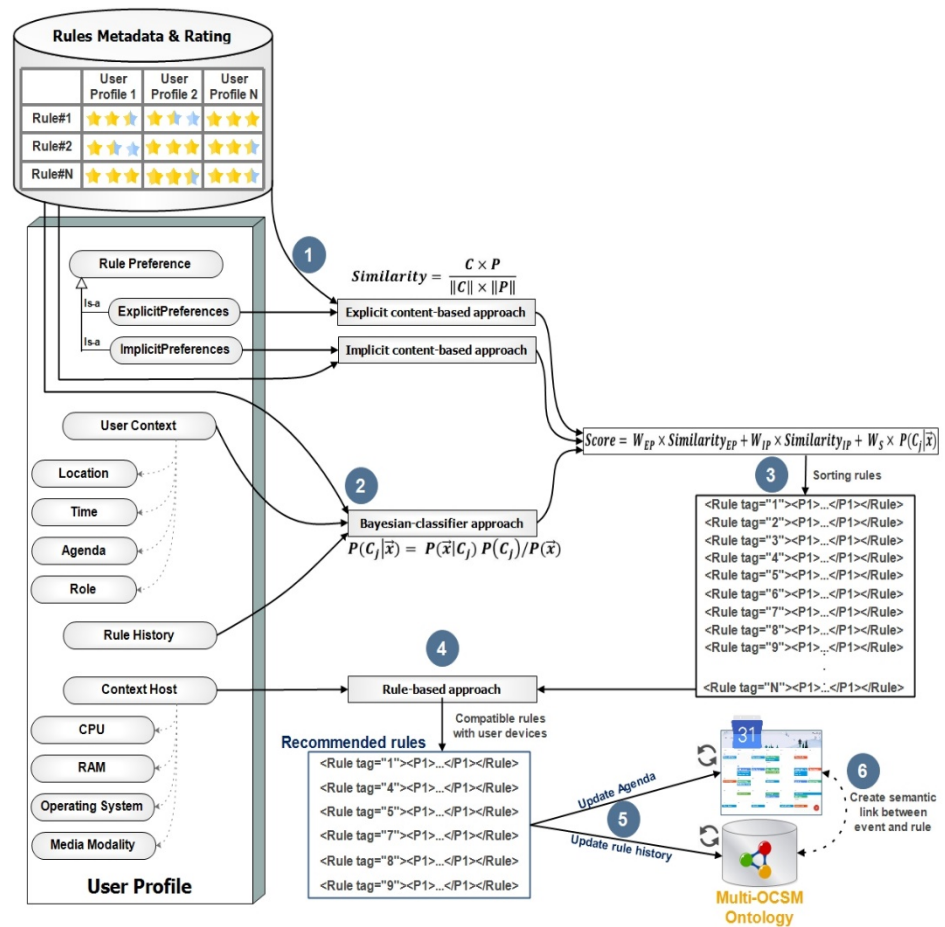 Rules Metadata & Rating
User
Profile 1
User
Profile 2
User
Profile N
Rule#1
Rule#2
Rule#N
1
Rule Preference
Is-a
ExplicitPreferences
Is-a
ImplicitPreferences
Similarity = C × P / ‖C‖ × ‖P‖
Explicit content-based approach
Implicit content-based approach
User Context
Location
Time
Agenda
Role
2
Bayesian-classifier approach
P(C_j|x⃗) = P(x⃗|C_j) P(C_j)/P(x⃗)
Score = W_EP × Similarity_EP + W_IP × Similarity_IP + W_S × P(C_j|x⃗)
3
Sorting rules
<Rule tag="1"><P1>...</P1></Rule>
<Rule tag="2"><P1>...</P1></Rule>
<Rule tag="3"><P1>...</P1></Rule>
<Rule tag="4"><P1>...</P1></Rule>
<Rule tag="5"><P1>...</P1></Rule>
<Rule tag="6"><P1>...</P1></Rule>
<Rule tag="7"><P1>...</P1></Rule>
<Rule tag="8"><P1>...</P1></Rule>
<Rule tag="9"><P1>...</P1></Rule>
.
.
<Rule tag="N"><P1>...</P1></Rule>
Rule History
Context Host
CPU
RAM
Operating System
Media Modality
User Profile
4
Rule-based approach
Compatible rules
with user devices
Recommended rules
<Rule tag="1"><P1>...</P1></Rule>
<Rule tag="4"><P1>...</P1></Rule>
<Rule tag="5"><P1>...</P1></Rule>
<Rule tag="7"><P1>...</P1></Rule>
<Rule tag="8"><P1>...</P1></Rule>
<Rule tag="9"><P1>...</P1></Rule>
Update Agenda
5
Update rule history
31
6
Create semantic
link between
event and rule
Multi-OCSM
Ontology